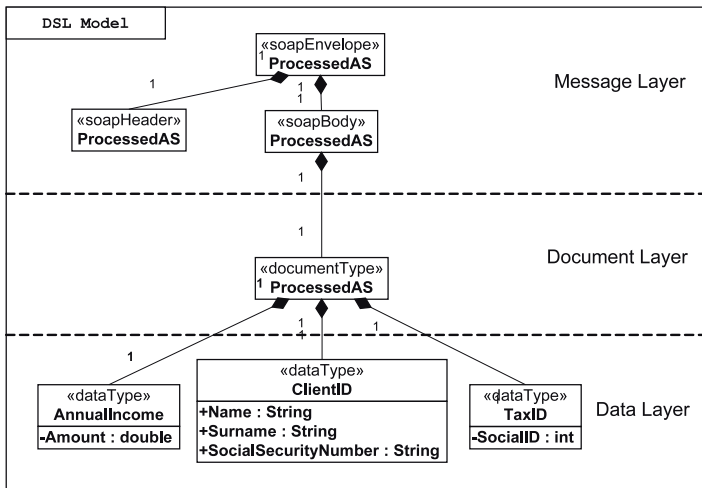 DSL Model
«soapEnvelope»
1
ProcessedAS
Message Layer
1
1
1
«soapHeader»
ProcessedAS
«soapBody»
ProcessedAS
1
1
Document Layer
«documentType»
1 ProcessedAS
1
1
1
1
«dataType»
AnnualIncome
-Amount : double
«dataType»
ClientID
+Name : String
+Surname : String
+SocialSecurityNumber : String
«dataType»
TaxID
-SocialID : int
Data Layer